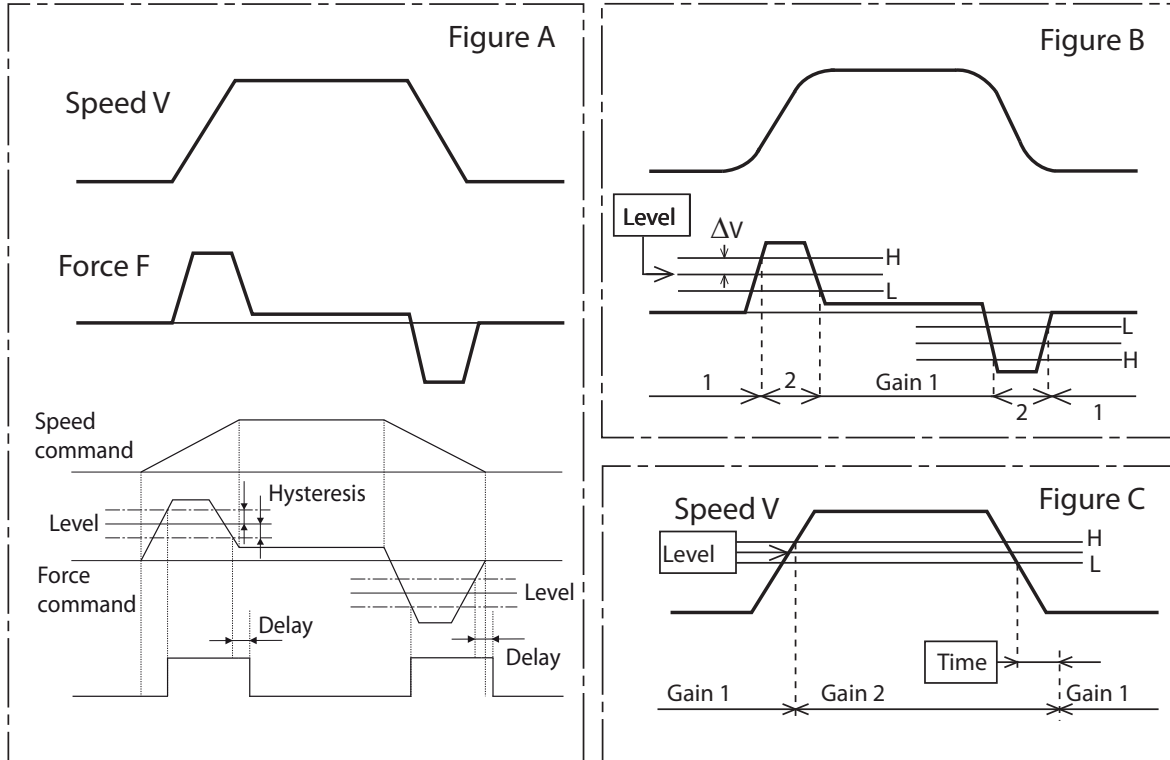 Figure A
Speed V
Force F
Speed
command
Hysteresis
Level
Force
command
Level
Delay
Delay
Figure B
Level
ΔV
H
L
L
H
1
2
Gain 1
2
1
Figure C
Speed V
Level
H
L
Time
Gain 1
Gain 2
Gain 1